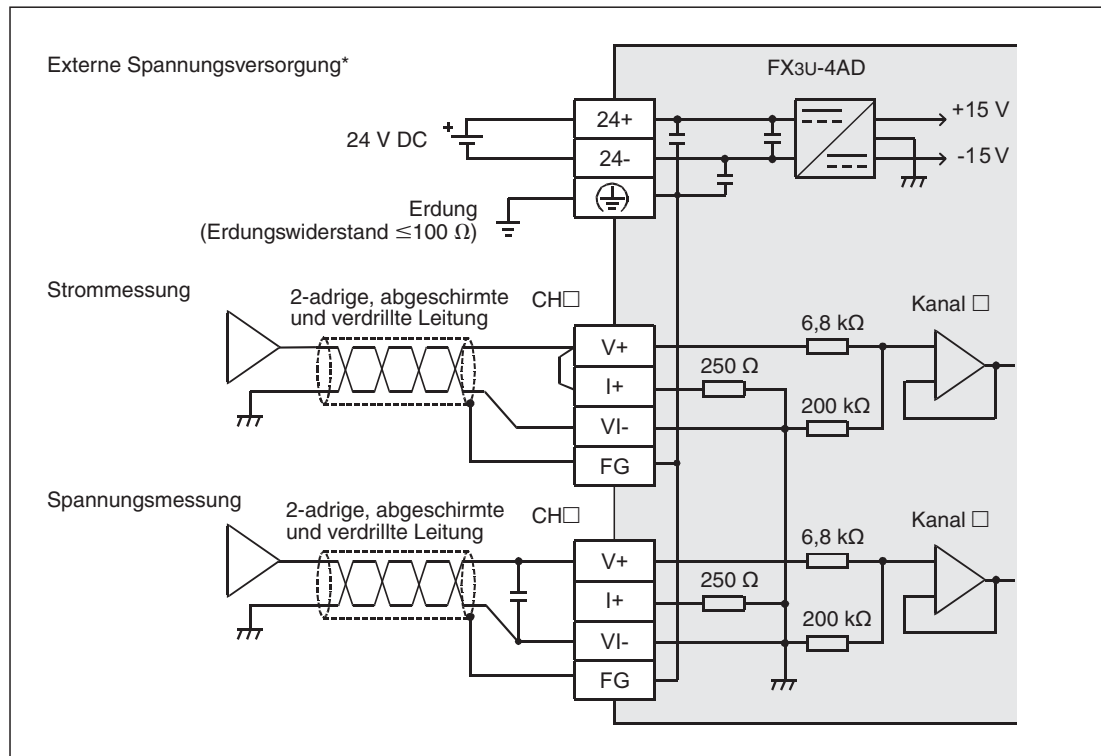 Externe Spannungsversorgung*
FX3U-4AD
24+
+15 V
24 V DC
+
24-
-15 V
Erdung
(Erdungswiderstand ≤100 Ω)
Strommessung
2-adrige, abgeschirmte
und verdrillte Leitung
CH□
Kanal □
6,8 kΩ
V+
250 Ω
I+
200 kΩ
VI-
FG
Spannungsmessung
2-adrige, abgeschirmte
und verdrillte Leitung
CH□
Kanal □
6,8 kΩ
V+
250 Ω
I+
200 kΩ
VI-
FG